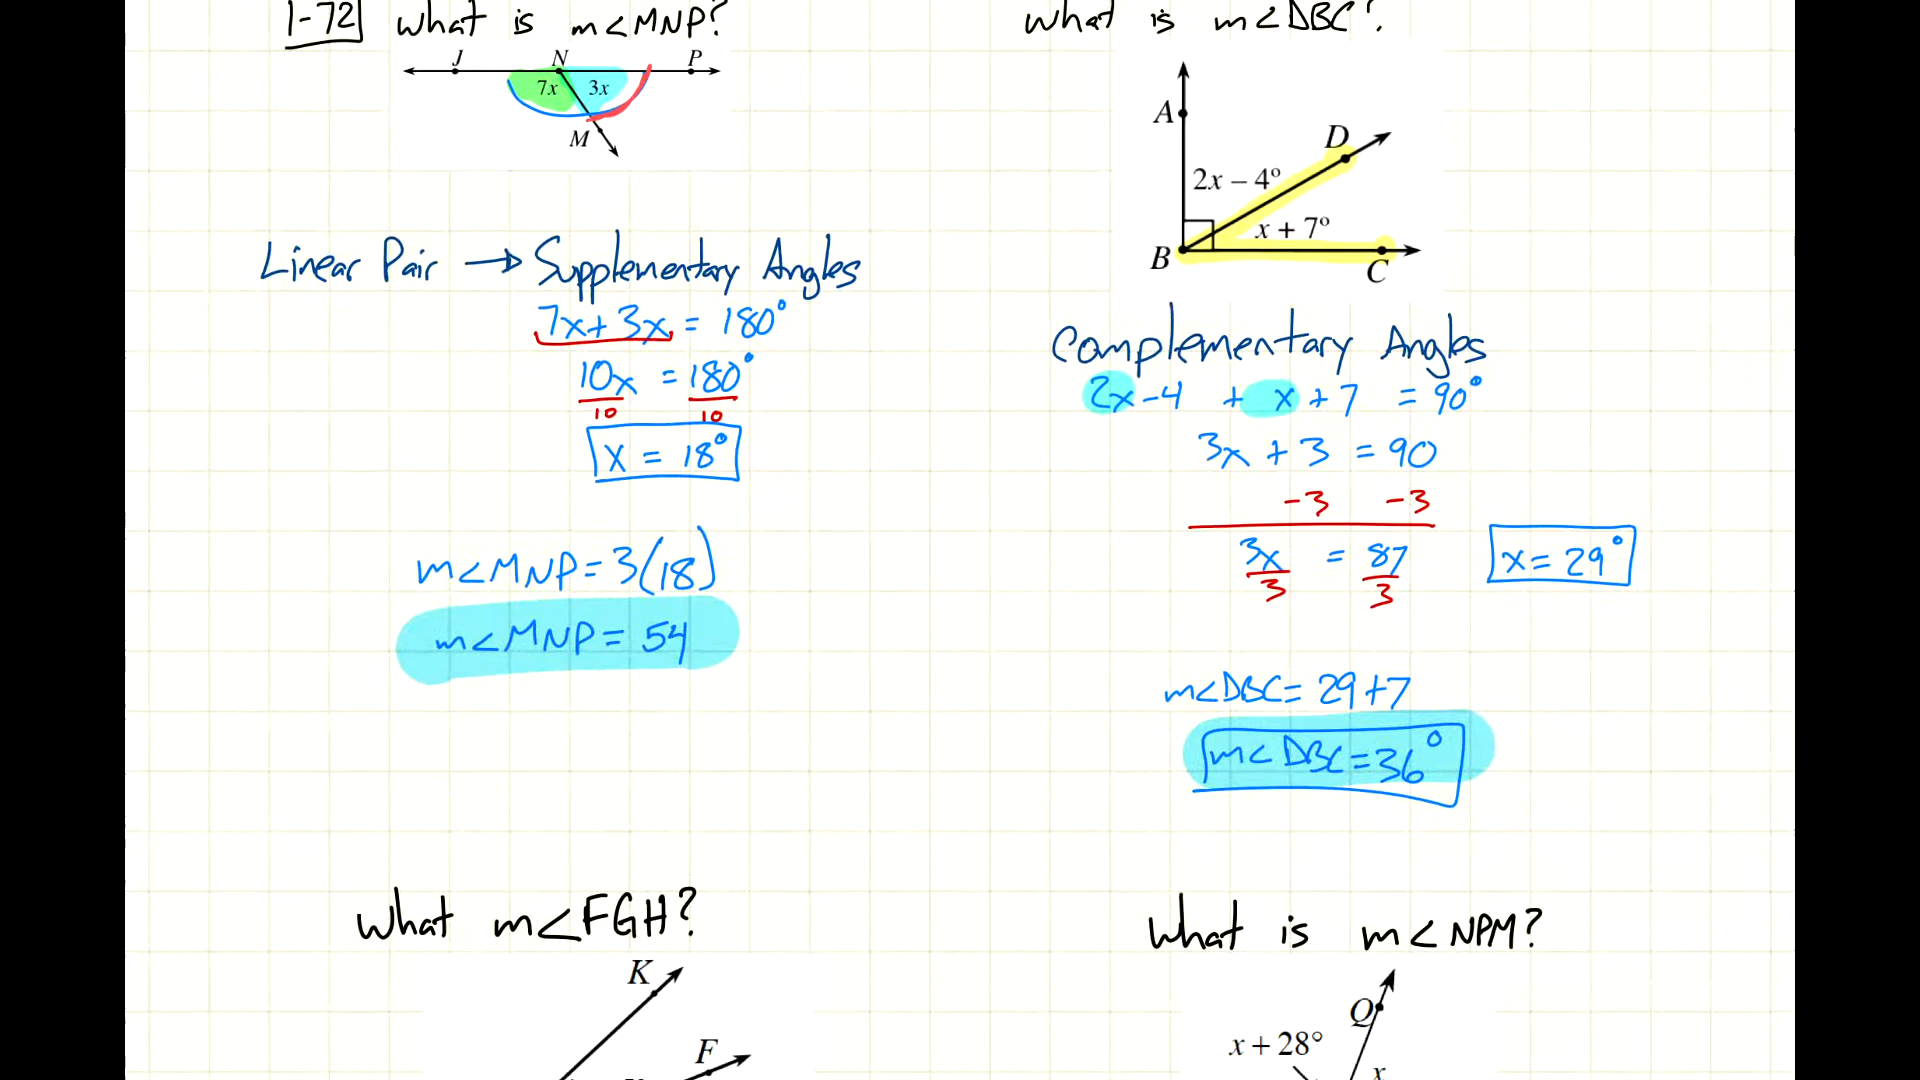 1-72 What is m∠MNP?
J N P
7x 3x
M
Linear Pair → Supplementary Angles
7x + 3x = 180°
10x = 180°
10 10
x = 18°
m∠MNP = 3(18)
m∠MNP = 54
What is m∠DBC?
A
D
2x – 4°
x + 7°
B
C
Complementary Angles
2x - 4 + x + 7 = 90°
3x + 3 = 90
-3 -3
3x = 87
3 3
x = 29°
m∠DBC = 29 + 7
m∠DBC = 36°
What m∠FGH?
K
F
What is m∠NPM?
Q
x + 28°
x